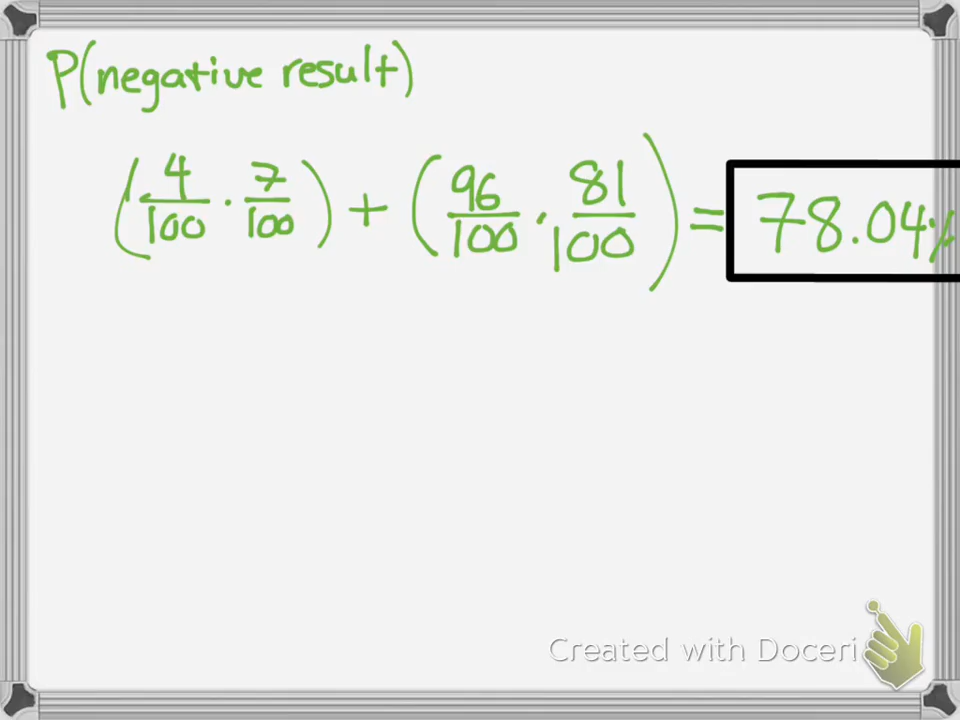 P(negative result)
(4/100 · 7/100) + (96/100 · 81/100) = 78.04%
Created with Doceri